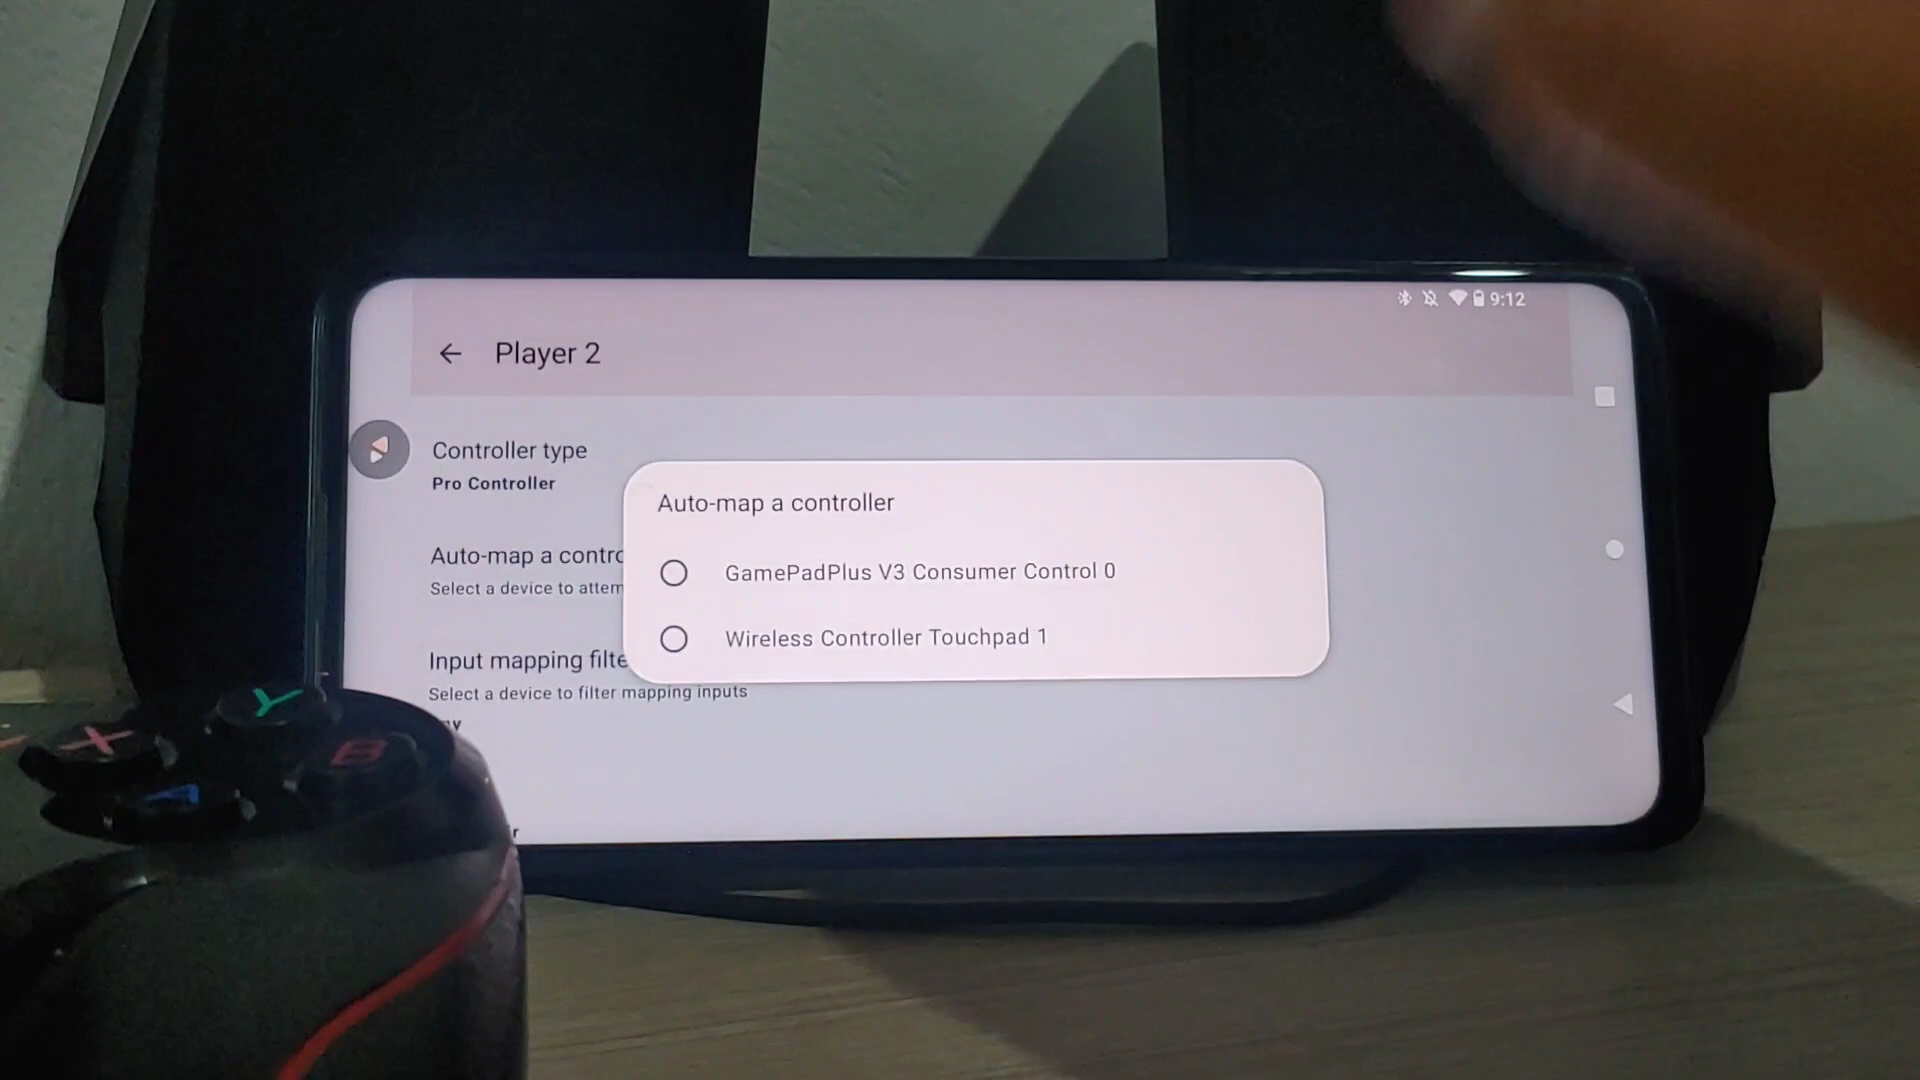 9:12
Player 2
Controller type
Pro Controller
Auto-map a controller
Auto-map a contro
Select a device to attem
GamePadPlus V3 Consumer Control 0
Wireless Controller Touchpad 1
Input mapping filte
Select a device to filter mapping inputs
Y
X
B
A